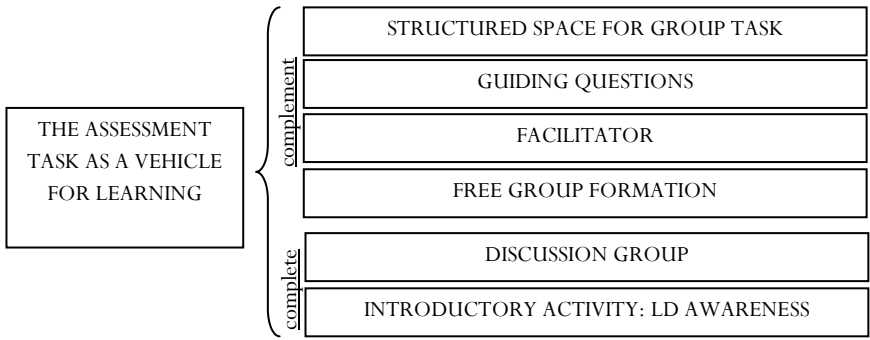 THE ASSESSMENT
TASK AS A VEHICLE
FOR LEARNING
complement
STRUCTURED SPACE FOR GROUP TASK
GUIDING QUESTIONS
FACILITATOR
FREE GROUP FORMATION
complete
DISCUSSION GROUP
INTRODUCTORY ACTIVITY: LD AWARENESS